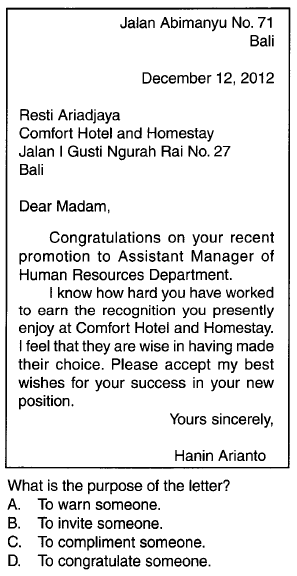 Jalan Abimanyu No. 71
Bali
December 12, 2012
Resti Ariadjaya
Comfort Hotel and Homestay
Jalan I Gusti Ngurah Rai No. 27
Bali
Dear Madam,
Congratulations on your recent
promotion to Assistant Manager of
Human Resources Department.
I know how hard you have worked
to earn the recognition you presently
enjoy at Comfort Hotel and Homestay.
I feel that they are wise in having made
their choice. Please accept my best
wishes for your success in your new
position.
Yours sincerely,
Hanin Arianto
What is the purpose of the letter?
A. To warn someone.
B. To invite someone.
C. To compliment someone.
D. To congratulate someone.